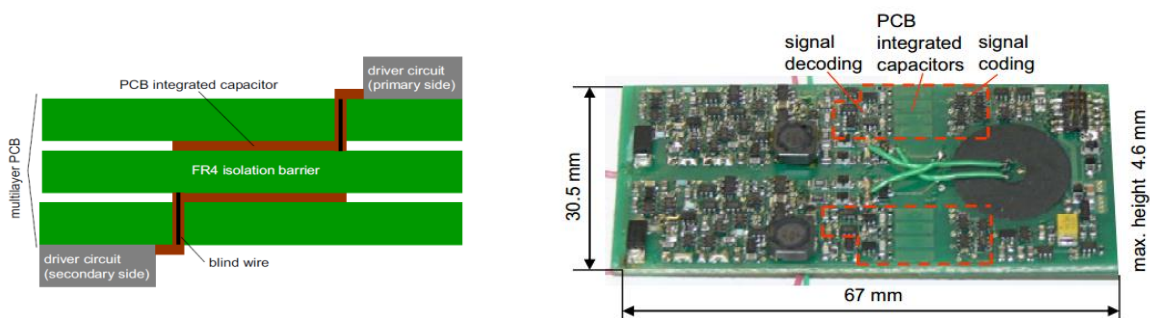 driver circuit
(primary side)
PCB integrated capacitor
multilayer PCB
FR4 isolation barrier
driver circuit
(secondary side)
blind wire
signal
decoding
PCB
integrated
capacitors
signal
coding
30.5 mm
max. height 4.6 mm
67 mm